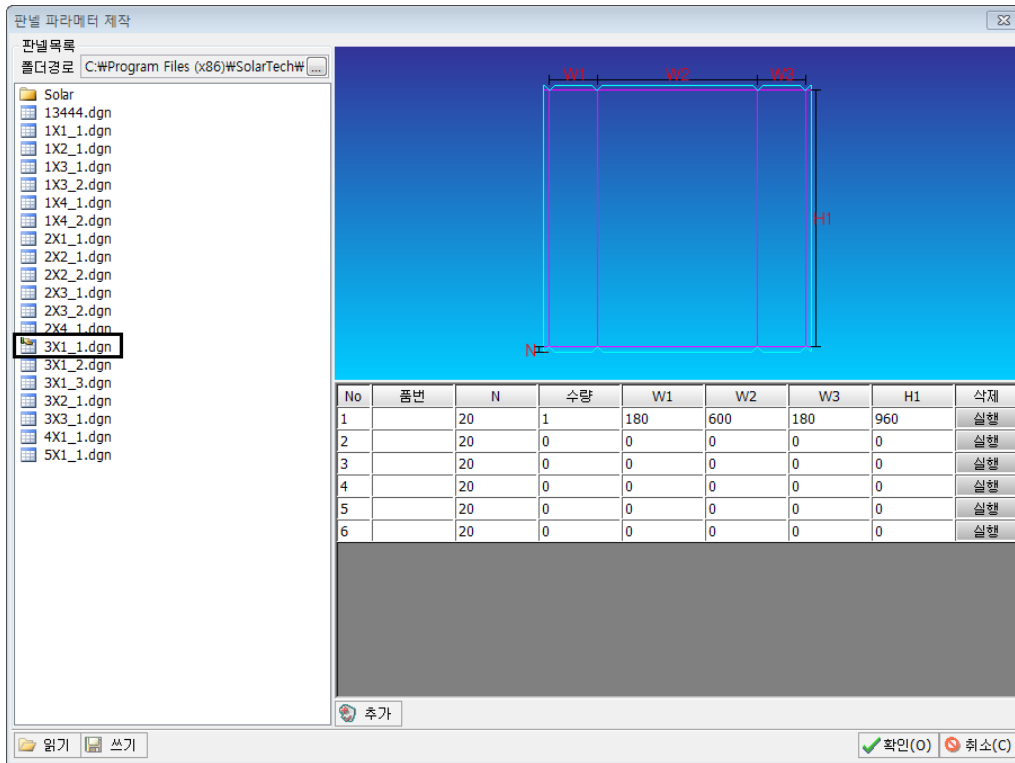 판넬 파라메터 제작
판넬목록
폴더경로 C:₩Program Files (x86)₩SolarTech₩ ...
Solar
13444.dgn
1X1_1.dgn
1X2_1.dgn
1X3_1.dgn
1X3_2.dgn
1X4_1.dgn
1X4_2.dgn
2X1_1.dgn
2X2_1.dgn
2X2_2.dgn
2X3_1.dgn
2X3_2.dgn
2X4_1.dgn
3X1_1.dgn
3X1_2.dgn
3X1_3.dgn
3X2_1.dgn
3X3_1.dgn
4X1_1.dgn
5X1_1.dgn
W1 W2 W3
H1
N
No 품번 N 수량 W1 W2 W3 H1 삭제
1 20 1 180 600 180 960 실행
2 20 0 0 0 0 0 실행
3 20 0 0 0 0 0 실행
4 20 0 0 0 0 0 실행
5 20 0 0 0 0 0 실행
6 20 0 0 0 0 0 실행
추가
읽기 쓰기 확인(O) 취소(C)